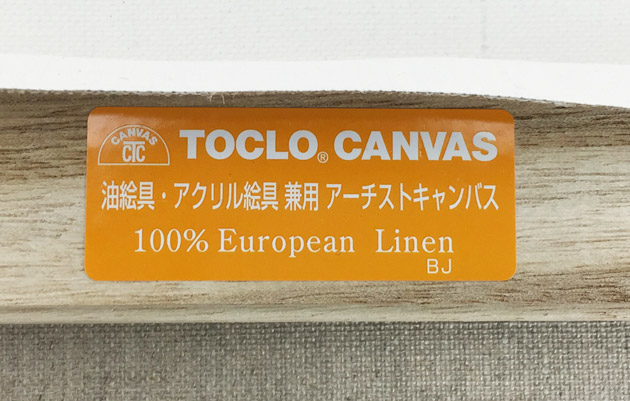 CANVAS
CTC
TOCLO® CANVAS
油絵具・アクリル絵具 兼用 アーチストキャンバス
100% European Linen
BJ